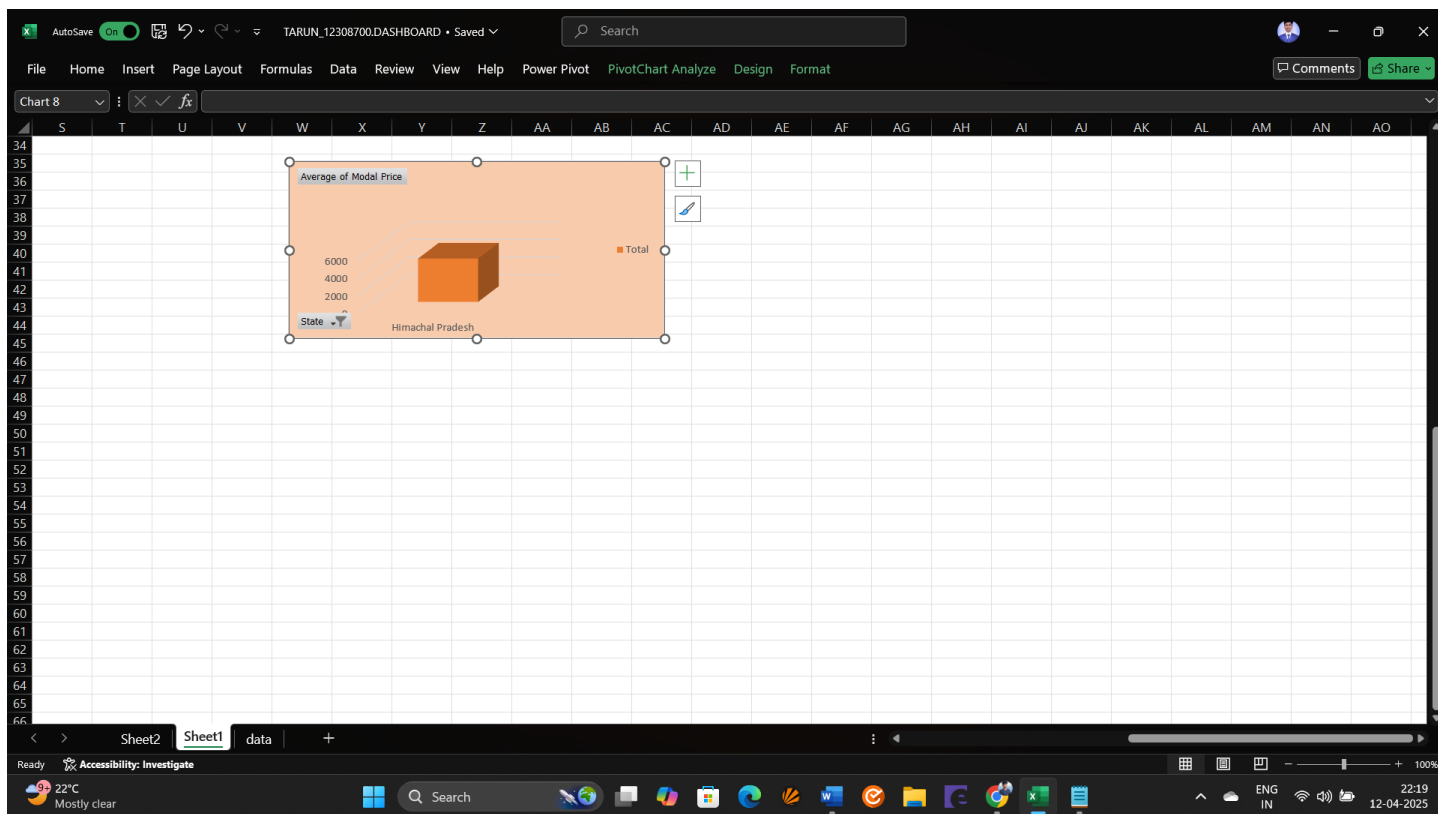 AutoSave On TARUN_12308700.DASHBOARD • Saved Search
File Home Insert Page Layout Formulas Data Review View Help Power Pivot PivotChart Analyze Design Format Comments Share
Chart 8 fx
S T U V W X Y Z AA AB AC AD AE AF AG AH AI AJ AK AL AM AN AO
34
35
36 Average of Modal Price
37
38
39
40 Total
41 6000
42 4000
43 2000
44 State Himachal Pradesh
45
46
47
48
49
50
51
52
53
54
55
56
57
58
59
60
61
62
63
64
65
66
Sheet2 Sheet1 data
Ready Accessibility: Investigate 100%
9+ 22°C
Mostly clear
Search
ENG
IN
22:19
12-04-2025